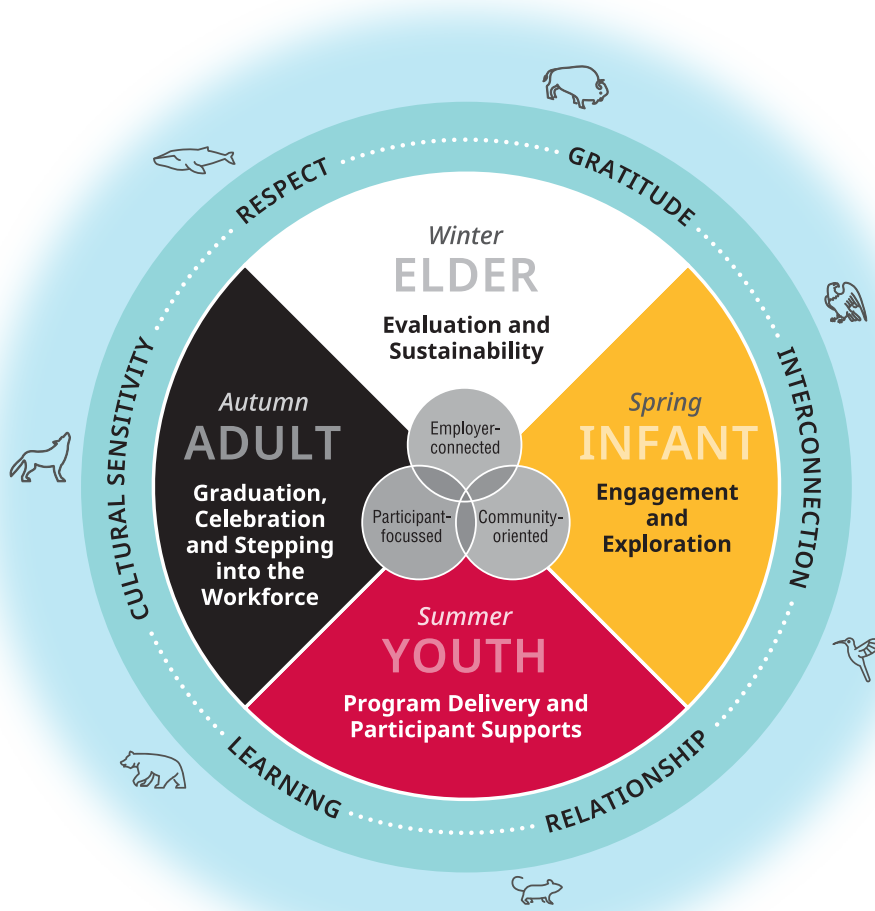 RESPECT
GRATITUDE
INTERCONNECTION
RELATIONSHIP
LEARNING
CULTURAL SENSITIVITY
Winter
ELDER
Evaluation and
Sustainability
Spring
INFANT
Engagement
and
Exploration
Summer
YOUTH
Program Delivery and
Participant Supports
Autumn
ADULT
Graduation,
Celebration
and Stepping
into the
Workforce
Employer-
connected
Participant-
focussed
Community-
oriented